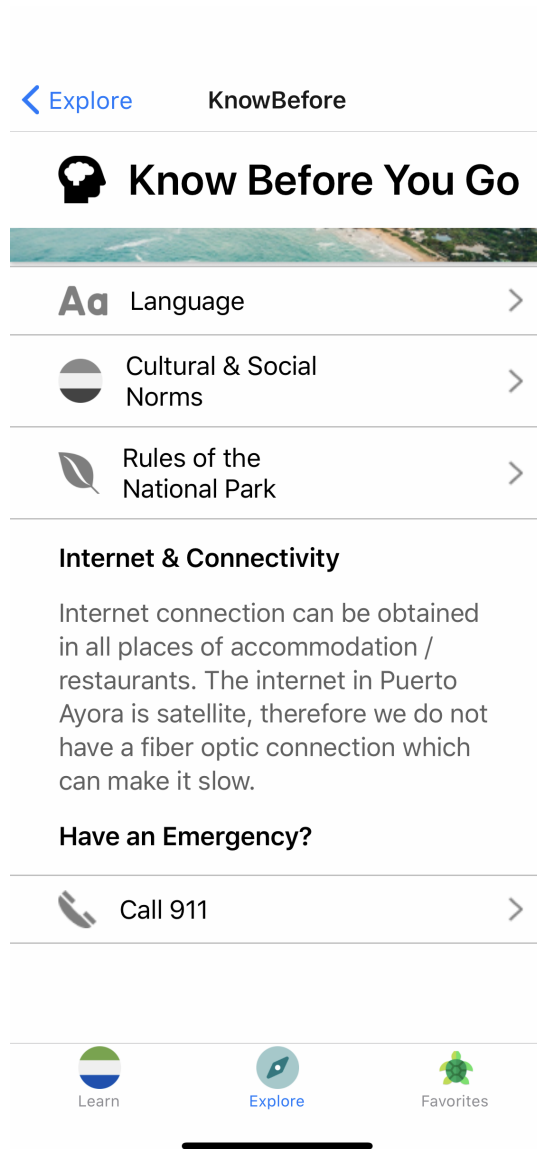 Explore
KnowBefore
Know Before You Go
Aa
Language
Cultural & Social
Norms
Rules of the
National Park
Internet & Connectivity
Internet connection can be obtained
in all places of accommodation /
restaurants. The internet in Puerto
Ayora is satellite, therefore we do not
have a fiber optic connection which
can make it slow.
Have an Emergency?
Call 911
Learn
Explore
Favorites